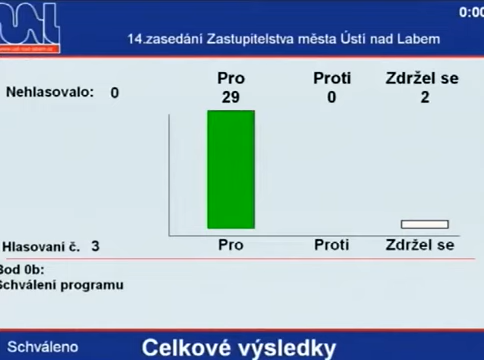 0:00
14.zasedání Zastupitelstva města Ústí nad Labem
Nehlasovalo: 0
Pro Proti Zdržel se
29 0 2
Pro Proti Zdržel se
Hlasovaní č. 3
Bod 0b:
Schválení programu
Schváleno
Celkové výsledky